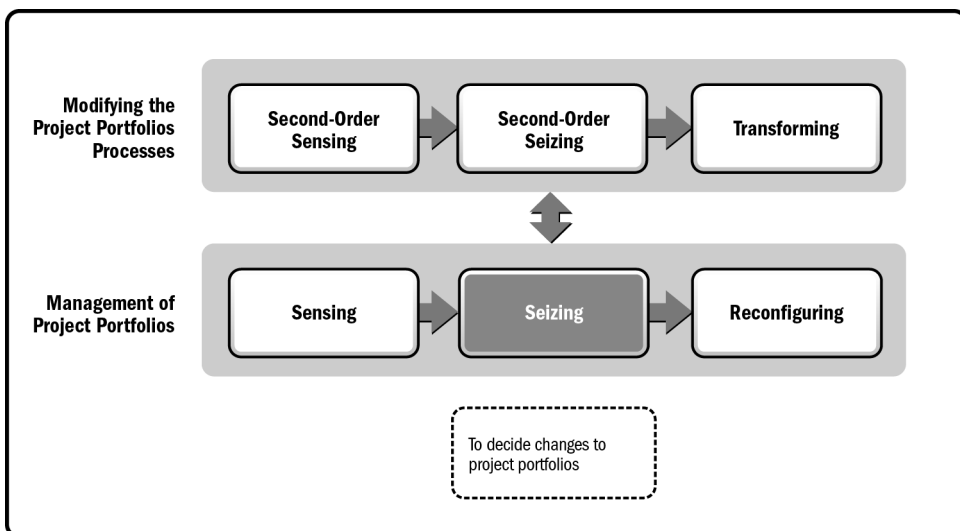 Modifying the
Project Portfolios
Processes
Second-Order
Sensing
Second-Order
Seizing
Transforming
Management of
Project Portfolios
Sensing
Seizing
Reconfiguring
To decide changes to
project portfolios